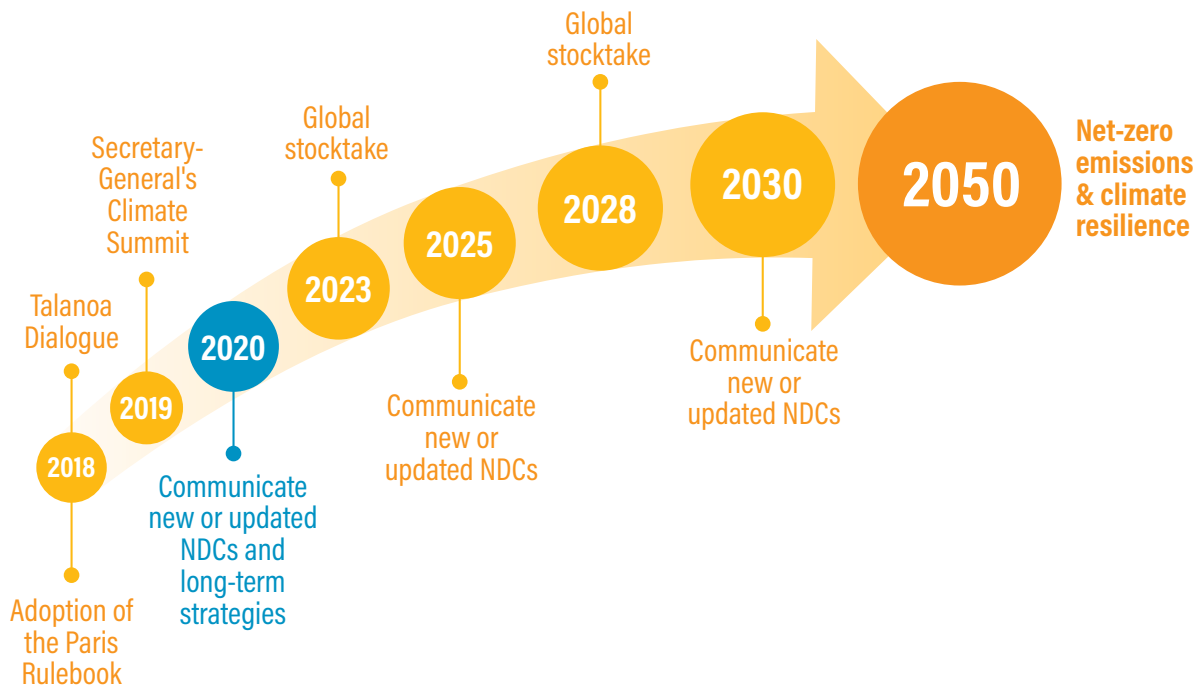 Talanoa
Dialogue
2018
Adoption of
the Paris
Rulebook
Secretary-
General's
Climate
Summit
2019
2020
Communicate
new or updated
NDCs and
long-term
strategies
Global
stocktake
2023
2025
Communicate
new or
updated NDCs
Global
stocktake
2028
2030
Communicate
new or
updated NDCs
2050
Net-zero
emissions
& climate
resilience